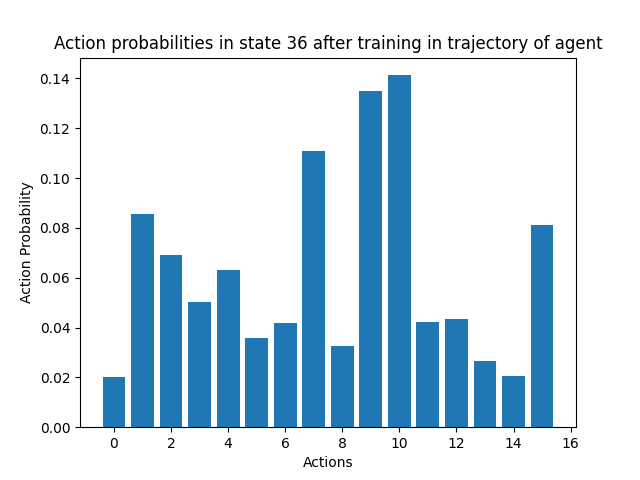 Action probabilities in state 36 after training in trajectory of agent
0.14
0.12
0.10
0.08
0.06
0.04
0.02
0.00
Action Probability
0 2 4 6 8 10 12 14 16
Actions